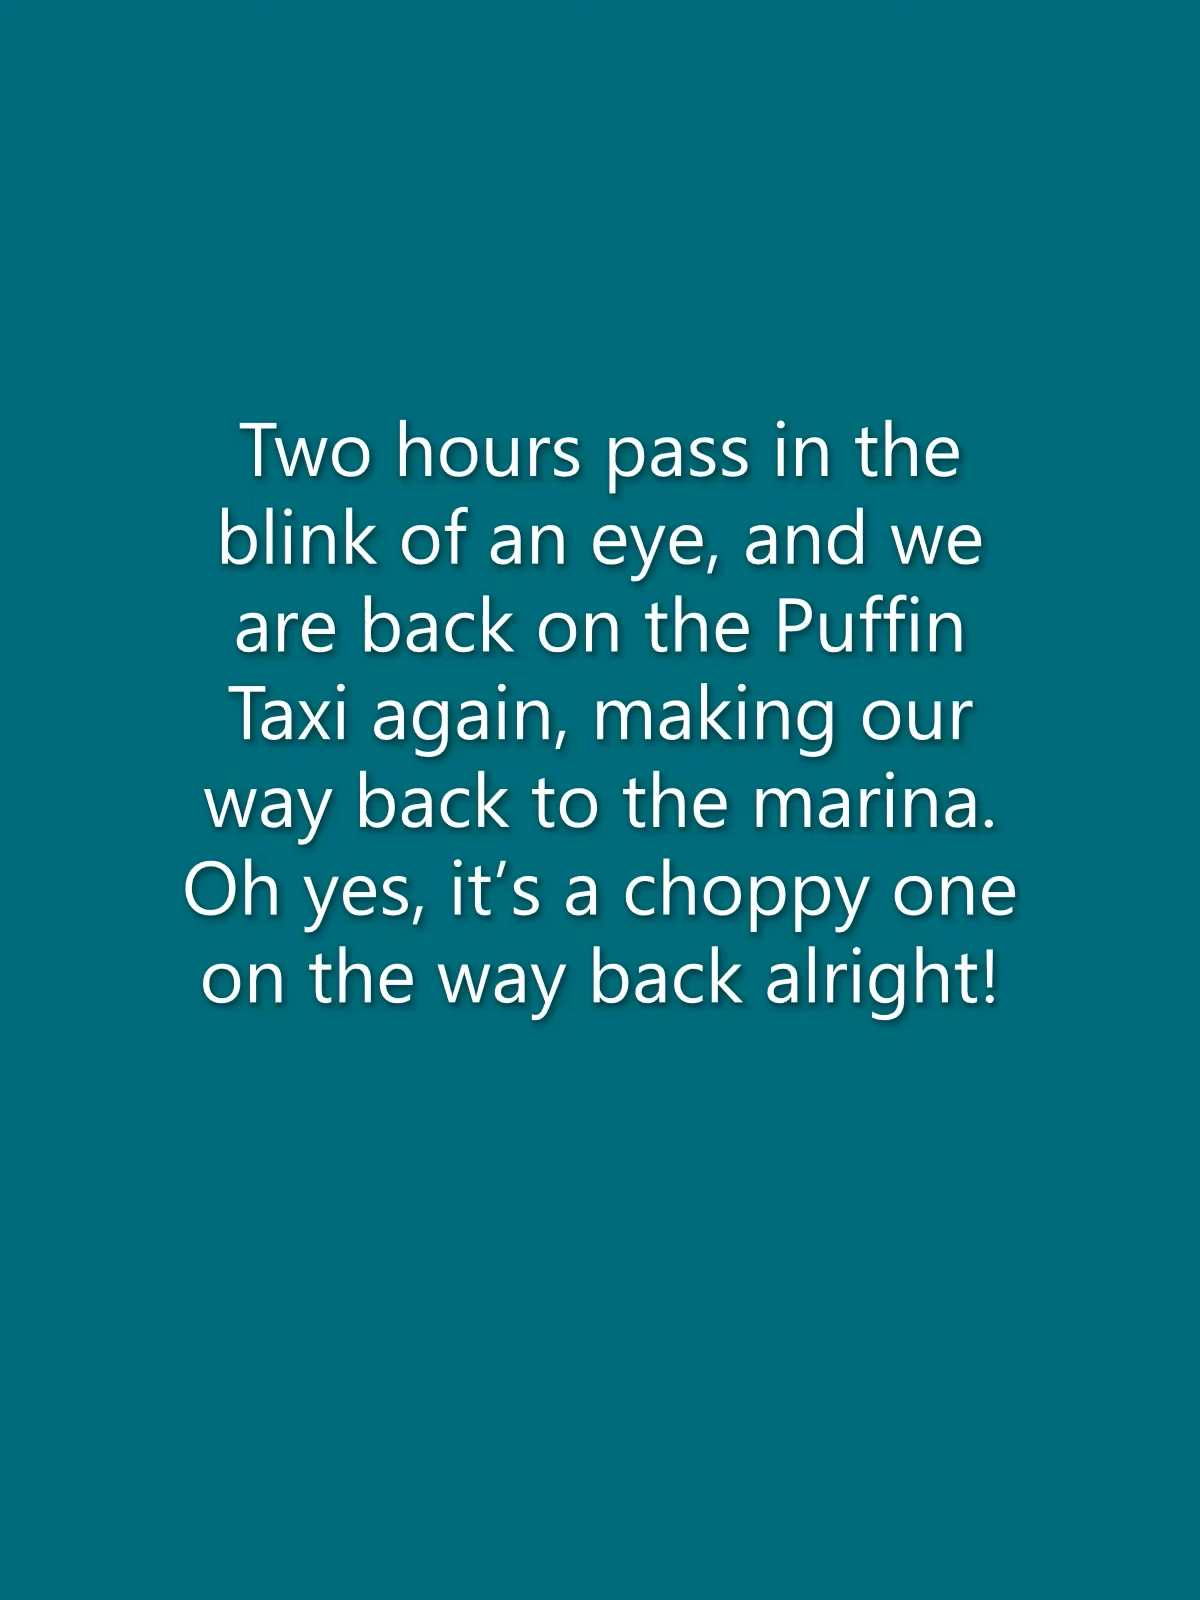 Two hours pass in the
blink of an eye, and we
are back on the Puffin
Taxi again, making our
way back to the marina.
Oh yes, it’s a choppy one
on the way back alright!